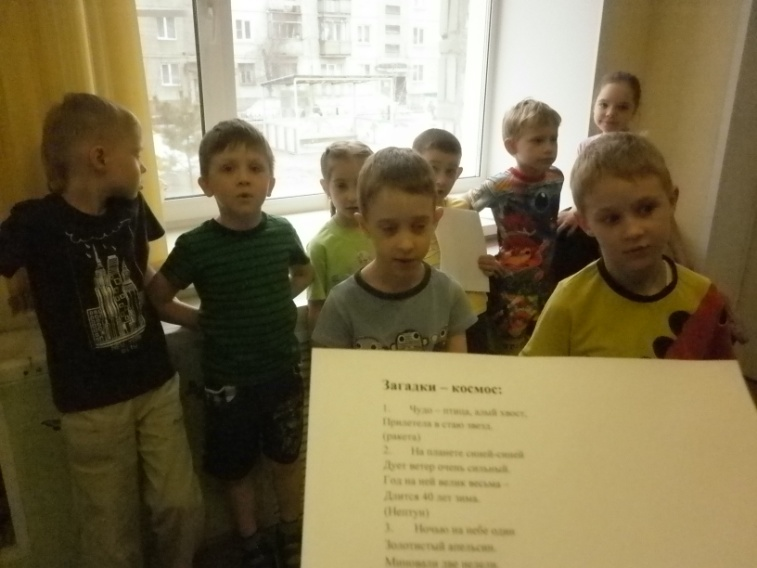 Загадки – космос:
1. Чудо – птица, алый хвост,
Прилетела в стаю звезд.
(ракета)
2. На планете синей-синей
Дует ветер очень сильный.
Год на ней велик весьма –
Длится 40 лет зима.
(Нептун)
3. Ночью на небе один
Золотистый апельсин.
Миновали две недели,